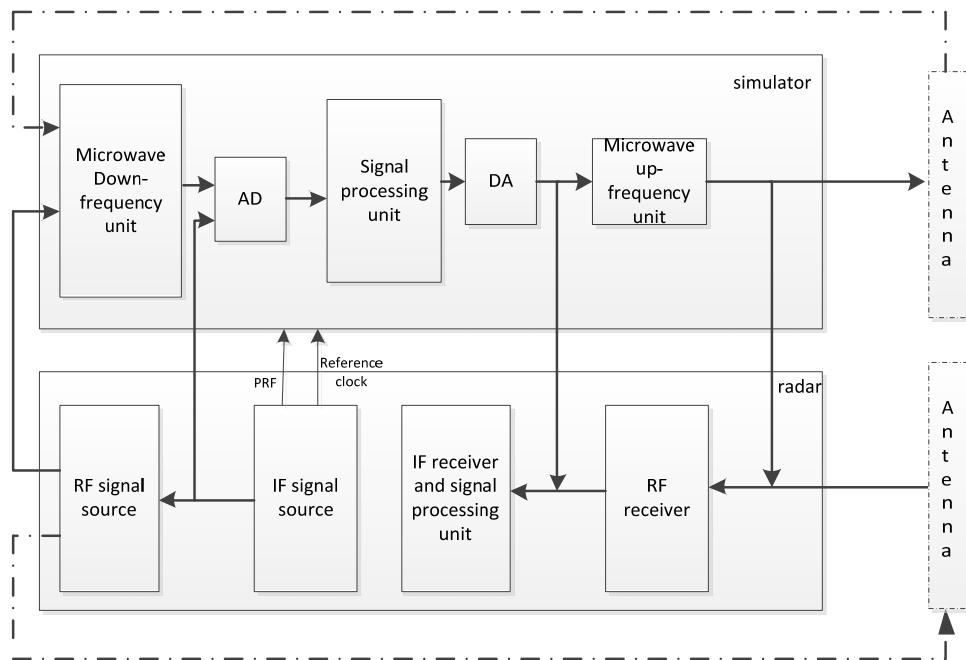 simulator
Microwave
Down-
frequency
unit
AD
Signal
processing
unit
DA
Microwave
up-
frequency
unit
A
n
t
e
n
n
a
PRF
Reference
clock
radar
RF signal
source
IF signal
source
IF receiver
and signal
processing
unit
RF
receiver
A
n
t
e
n
n
a